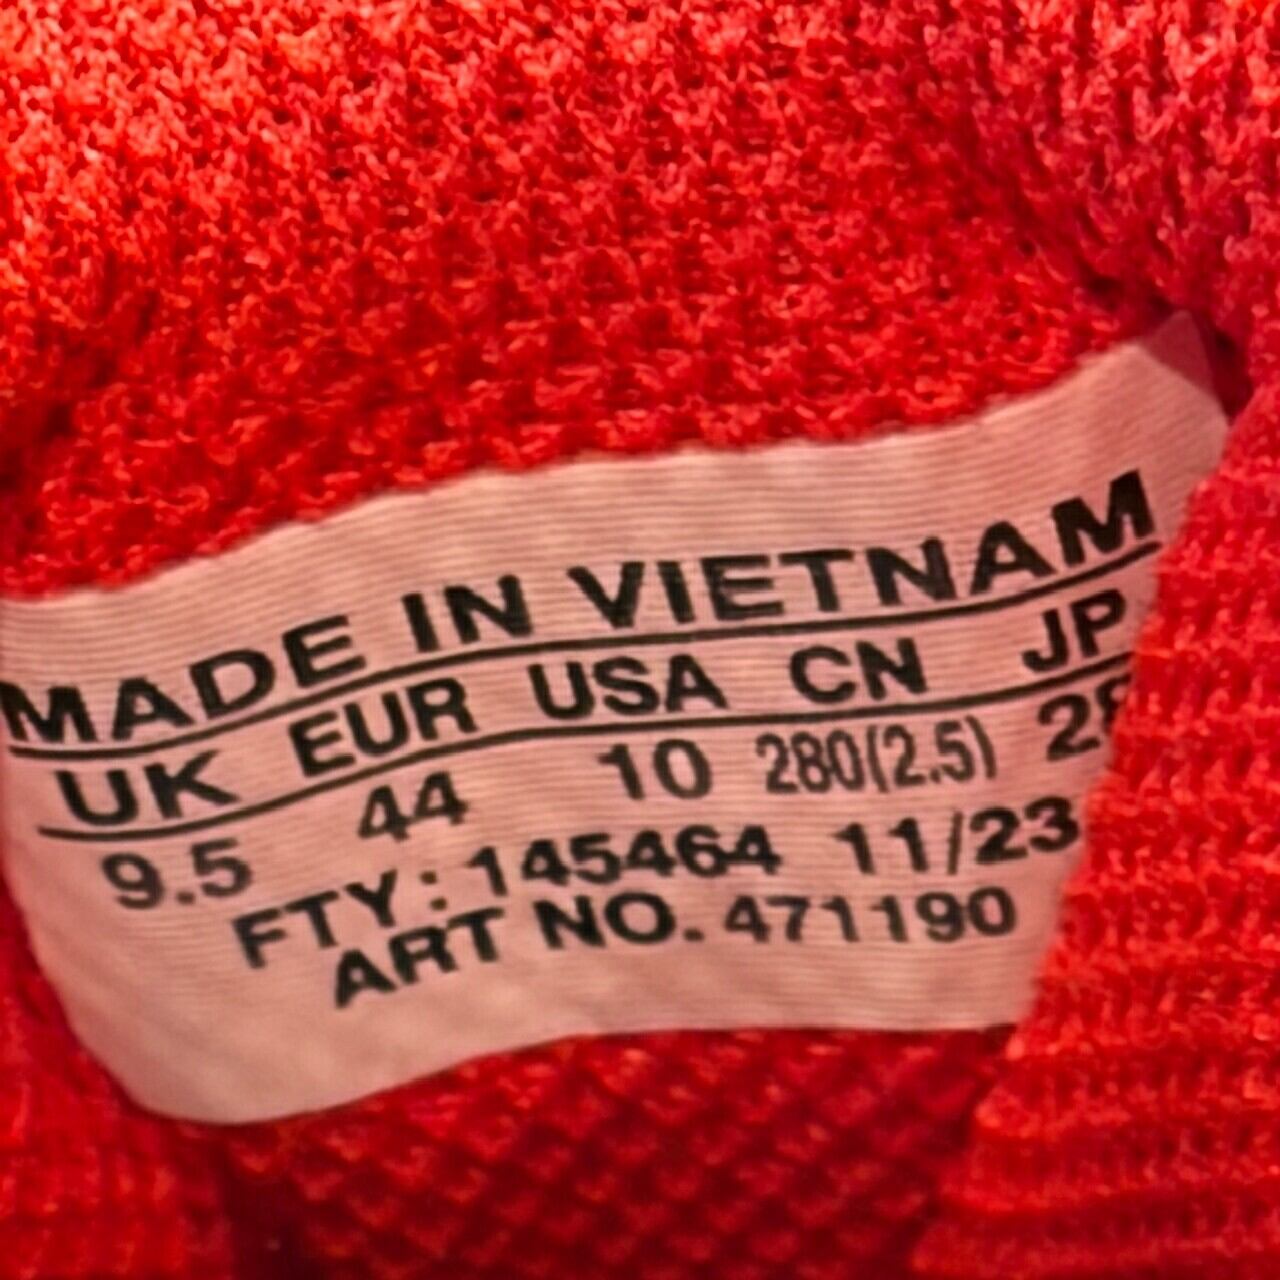 MADE IN VIETNAM
UK EUR USA CN JP
9.5 44 10 280(2.5)
FTY: 145464 11/23
ART NO. 471190